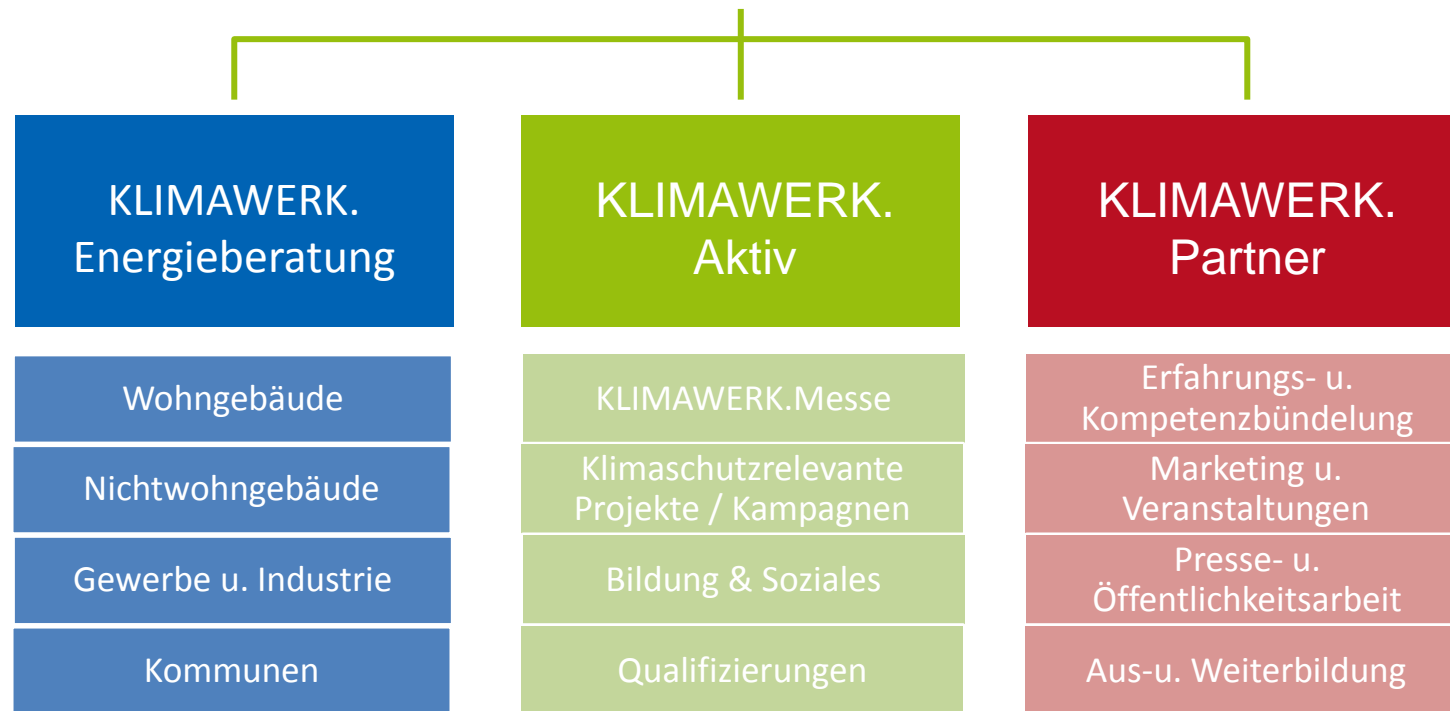 KLIMAWERK.
Energieberatung
Wohngebäude
Nichtwohngebäude
Gewerbe u. Industrie
Kommunen
KLIMAWERK.
Aktiv
KLIMAWERK.Messe
Klimaschutzrelevante
Projekte / Kampagnen
Bildung & Soziales
Qualifizierungen
KLIMAWERK.
Partner
Erfahrungs- u.
Kompetenzbündelung
Marketing u.
Veranstaltungen
Presse- u.
Öffentlichkeitsarbeit
Aus-u. Weiterbildung